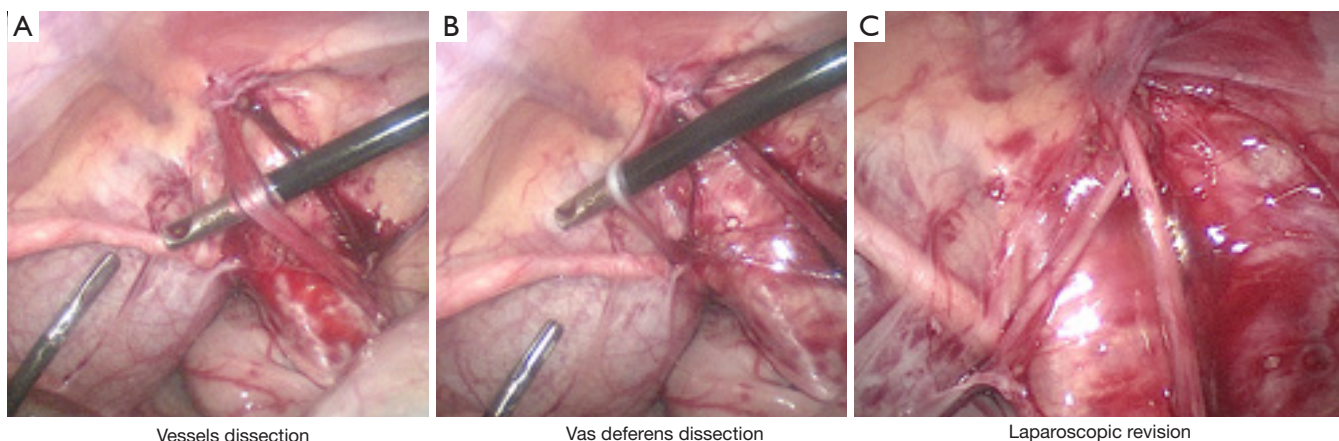 A
B
C
Vessels dissection
Vas deferens dissection
Laparoscopic revision